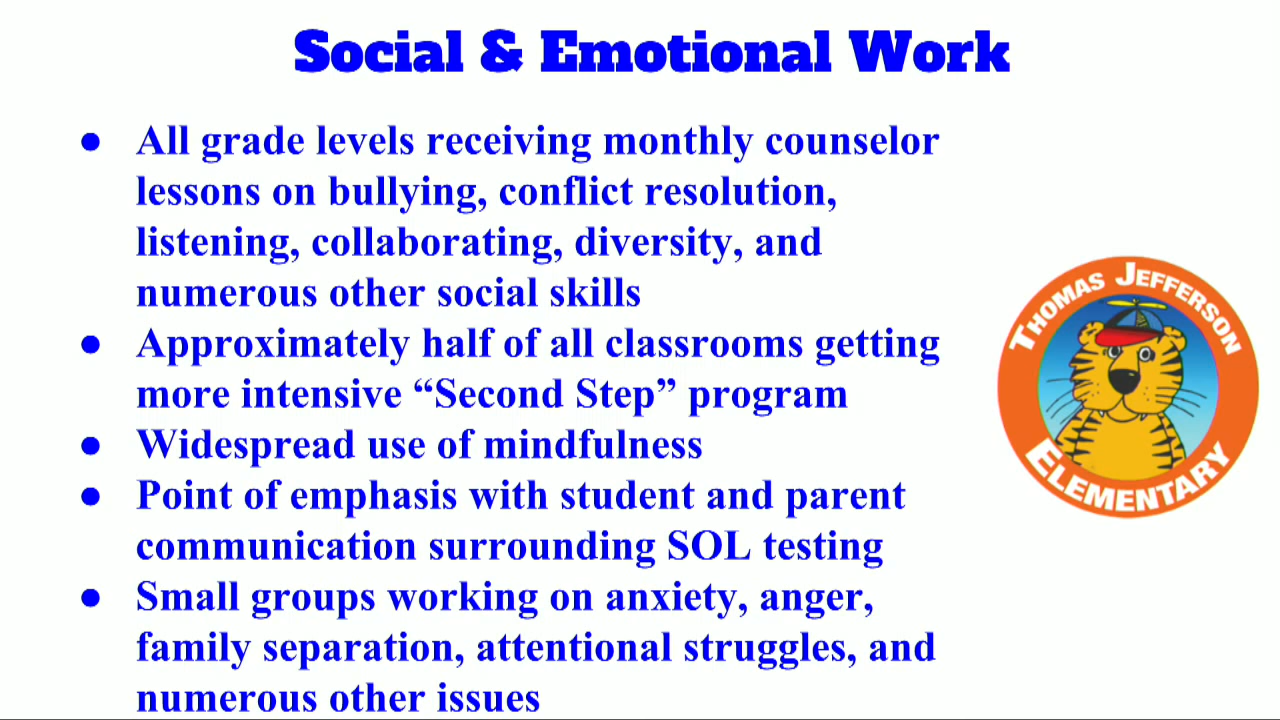 Social & Emotional Work
● All grade levels receiving monthly counselor
lessons on bullying, conflict resolution,
listening, collaborating, diversity, and
numerous other social skills
● Approximately half of all classrooms getting
more intensive “Second Step” program
● Widespread use of mindfulness
● Point of emphasis with student and parent
communication surrounding SOL testing
● Small groups working on anxiety, anger,
family separation, attentional struggles, and
numerous other issues
THOMAS JEFFERSON
ELEMENTARY